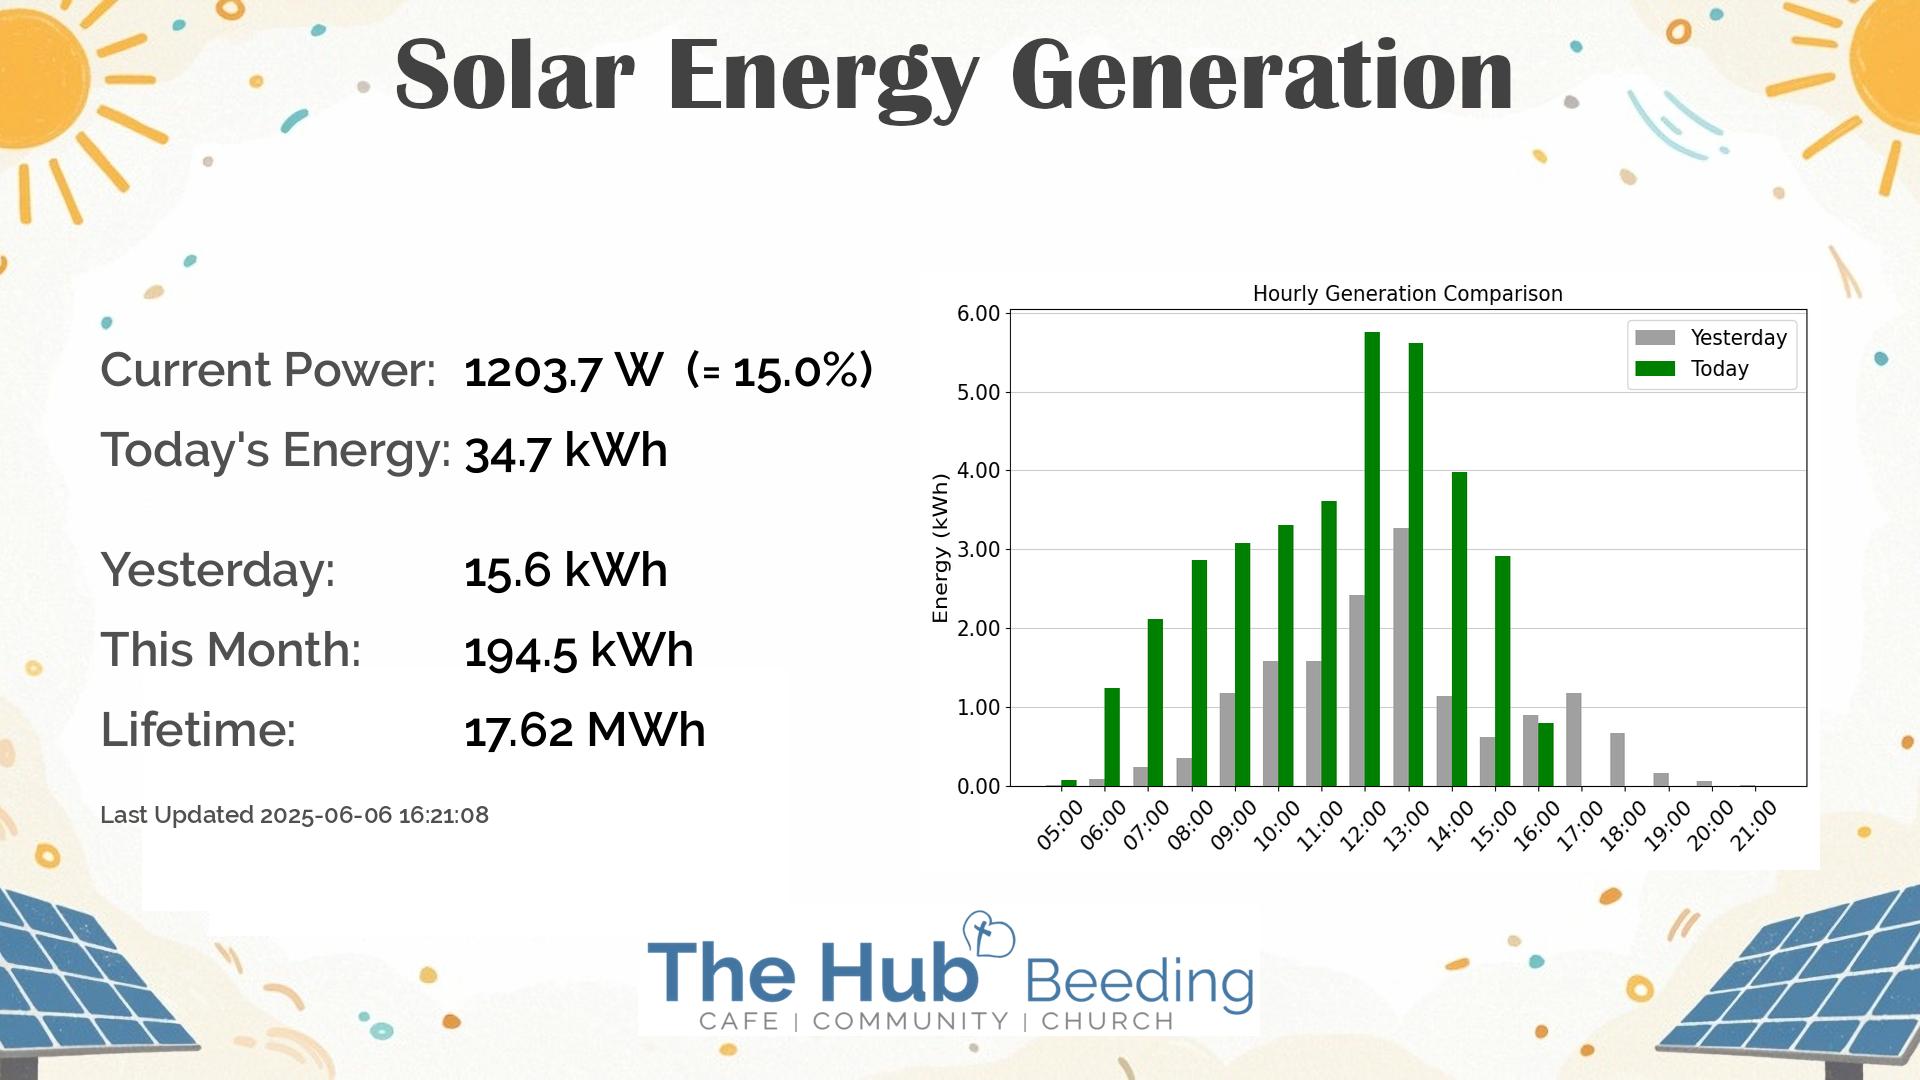 Solar Energy Generation
Current Power: 1203.7 W (= 15.0%)
Today's Energy: 34.7 kWh
Yesterday: 15.6 kWh
This Month: 194.5 kWh
Lifetime: 17.62 MWh
Last Updated 2025-06-06 16:21:08
Hourly Generation Comparison
Yesterday
Today
Energy (kWh)
6.00
5.00
4.00
3.00
2.00
1.00
0.00
05:00 06:00 07:00 08:00 09:00 10:00 11:00 12:00 13:00 14:00 15:00 16:00 17:00 18:00 19:00 20:00 21:00
The Hub Beeding
CAFE | COMMUNITY | CHURCH